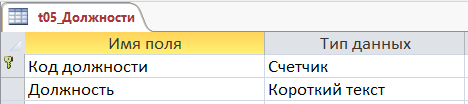 t05_Должности
Имя поля Тип данных
Код должности Счетчик
Должность Короткий текст